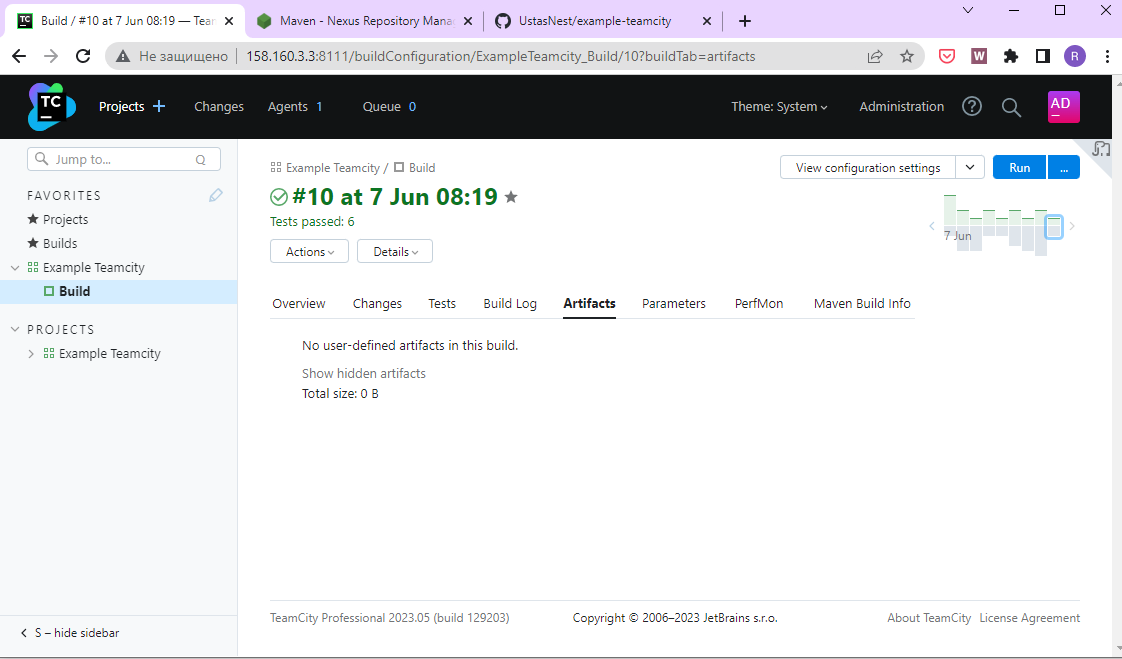 Build / #10 at 7 Jun 08:19 — Team
Maven - Nexus Repository Mana
UstasNest/example-teamcity
Не защищено
158.160.3.3:8111/buildConfiguration/ExampleTeamcity_Build/10?buildTab=artifacts
W
R
TC
Projects
Changes
Agents 1
Queue 0
Theme: System
Administration
AD
Jump to...
Q
FAVORITES
Projects
Builds
Example Teamcity
Build
PROJECTS
Example Teamcity
S – hide sidebar
Example Teamcity / Build
View configuration settings
Run
...
#10 at 7 Jun 08:19
Tests passed: 6
Actions
Details
7 Jun
Overview
Changes
Tests
Build Log
Artifacts
Parameters
PerfMon
Maven Build Info
No user-defined artifacts in this build.
Show hidden artifacts
Total size: 0 B
TeamCity Professional 2023.05 (build 129203)
Copyright © 2006–2023 JetBrains s.r.o.
About TeamCity
License Agreement